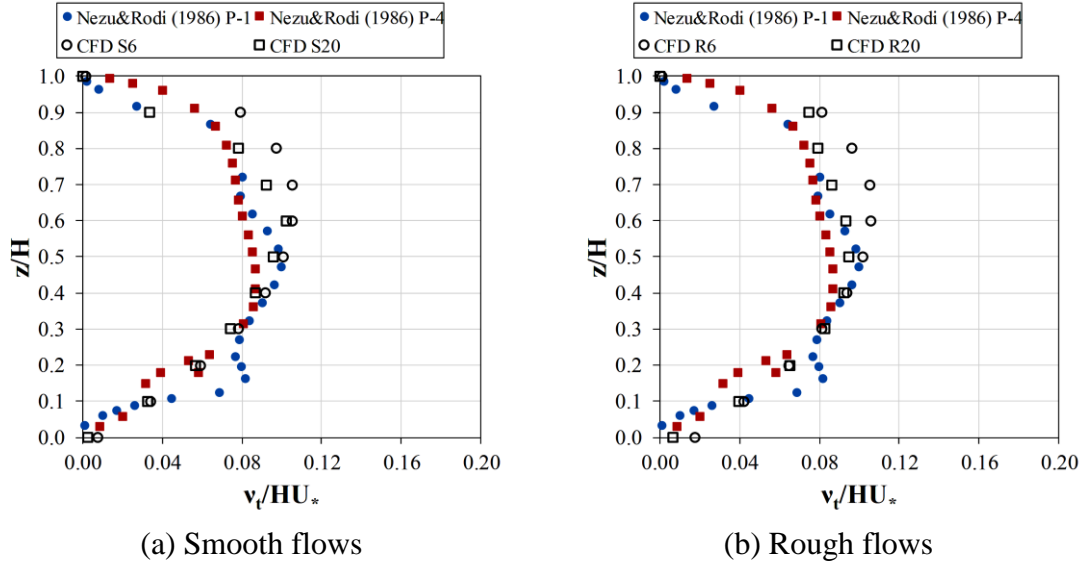 Nezu&Rodi (1986) P-1 Nezu&Rodi (1986) P-4
CFD S6 CFD S20
1.0
0.9
0.8
0.7
0.6
0.5
0.4
0.3
0.2
0.1
0.0
z/H
0.00 0.04 0.08 0.12 0.16 0.20
νt/HU*
(a) Smooth flows
Nezu&Rodi (1986) P-1 Nezu&Rodi (1986) P-4
CFD R6 CFD R20
1.0
0.9
0.8
0.7
0.6
0.5
0.4
0.3
0.2
0.1
0.0
z/H
0.00 0.04 0.08 0.12 0.16 0.20
νt/HU*
(b) Rough flows